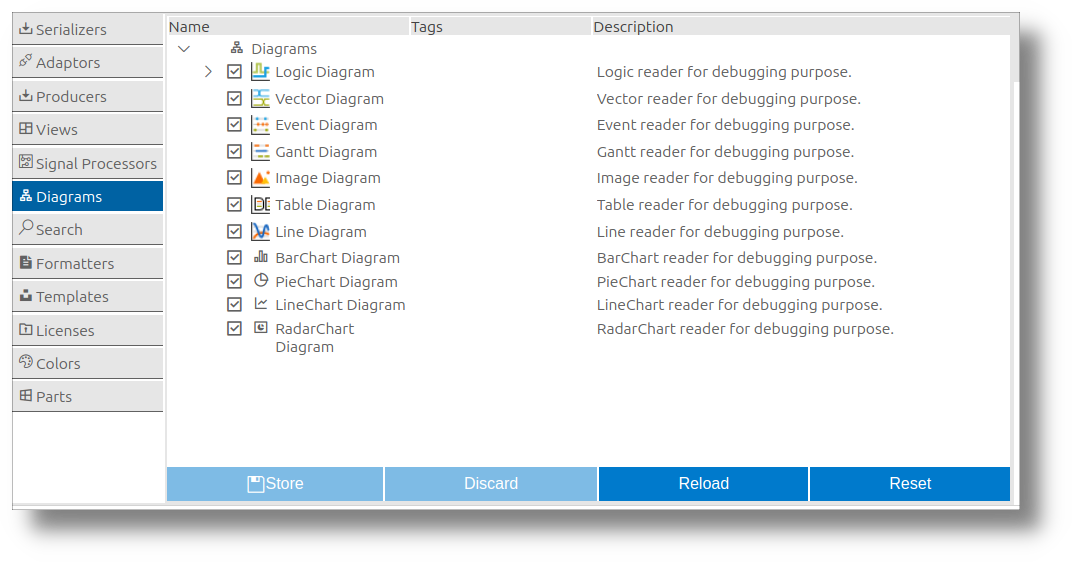 Serializers
Adaptors
Producers
Views
Signal Processors
Diagrams
Search
Formatters
Templates
Licenses
Colors
Parts
Name Tags Description
Diagrams
Logic Diagram Logic reader for debugging purpose.
Vector Diagram Vector reader for debugging purpose.
Event Diagram Event reader for debugging purpose.
Gantt Diagram Gantt reader for debugging purpose.
Image Diagram Image reader for debugging purpose.
Table Diagram Table reader for debugging purpose.
Line Diagram Line reader for debugging purpose.
BarChart Diagram BarChart reader for debugging purpose.
PieChart Diagram PieChart reader for debugging purpose.
LineChart Diagram LineChart reader for debugging purpose.
RadarChart RadarChart reader for debugging purpose.
Diagram
Store Discard Reload Reset